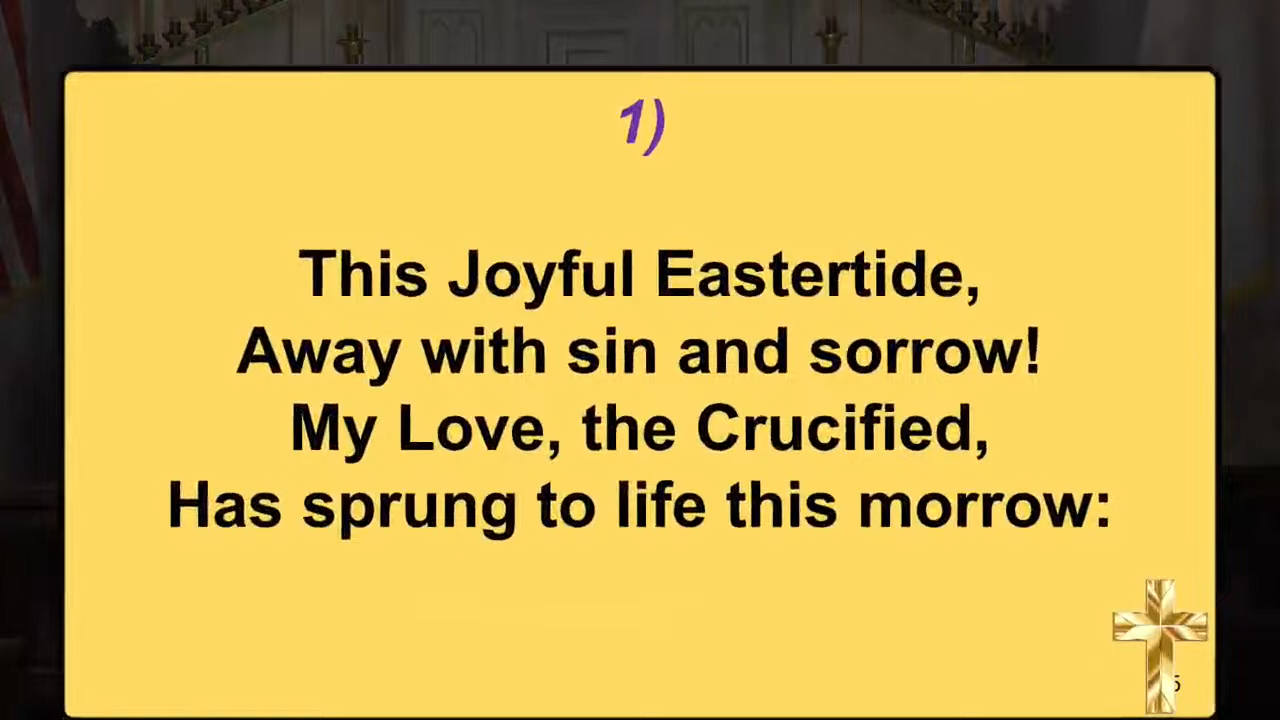 1)
This Joyful Eastertide,
Away with sin and sorrow!
My Love, the Crucified,
Has sprung to life this morrow:
5